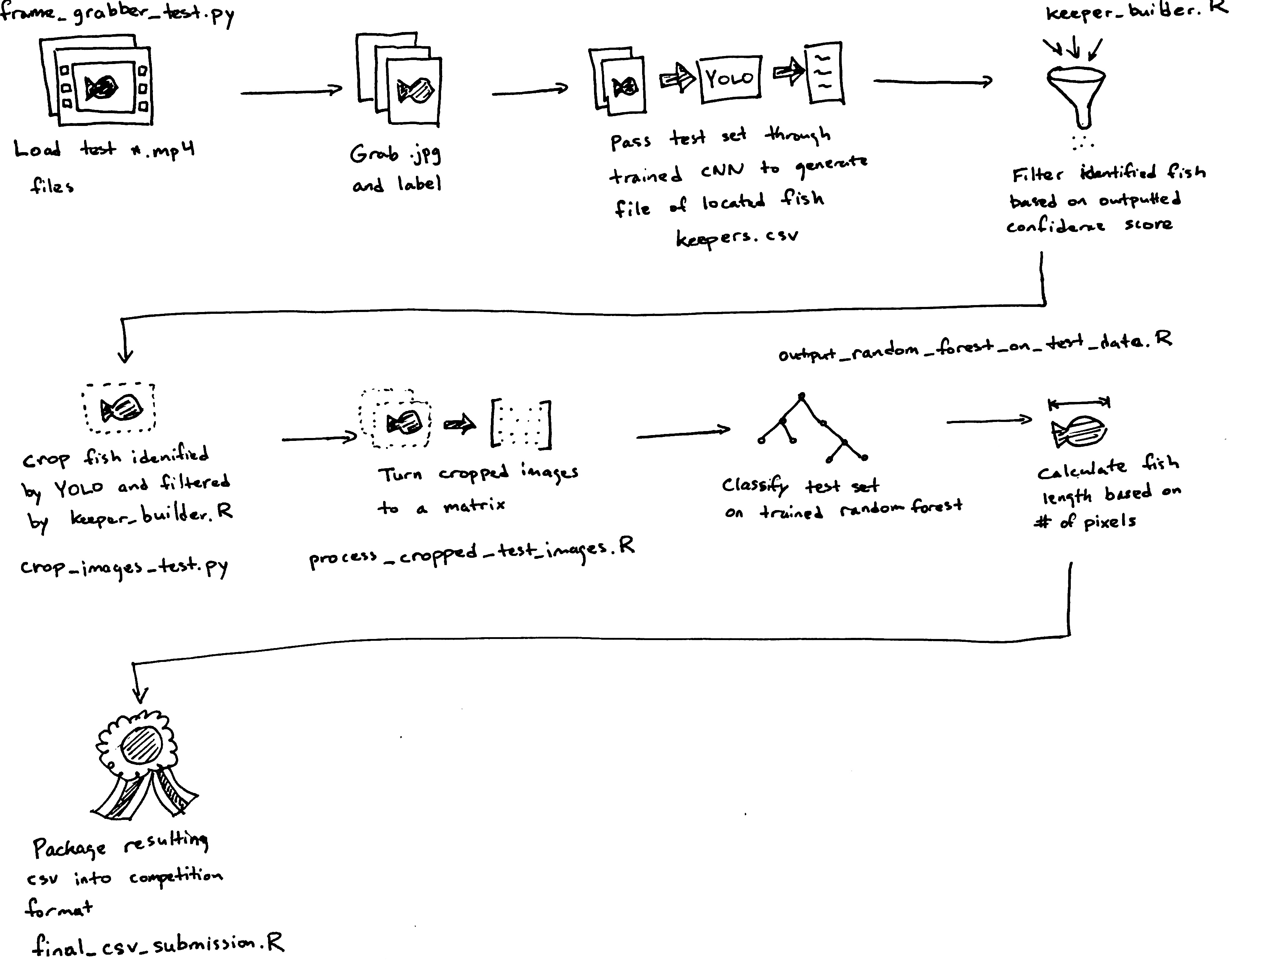 frame_grabber_test.py
Load test *.mp4
files
Grab .jpg
and label
YOLO
Pass test set through
trained CNN to generate
file of located fish
keepers.csv
keeper_builder.R
Filter identified fish
based on outputted
confidence score
Crop fish idenified
by YOLO and filtered
by keeper_builder.R
crop_images_test.py
Turn cropped images
to a matrix
process_cropped_test_images.R
output_random_forest_on_test_data.R
Classify test set
on trained random forest
Calculate fish
length based on
# of pixels
Package resulting
csv into competition
format
final_csv_submission.R